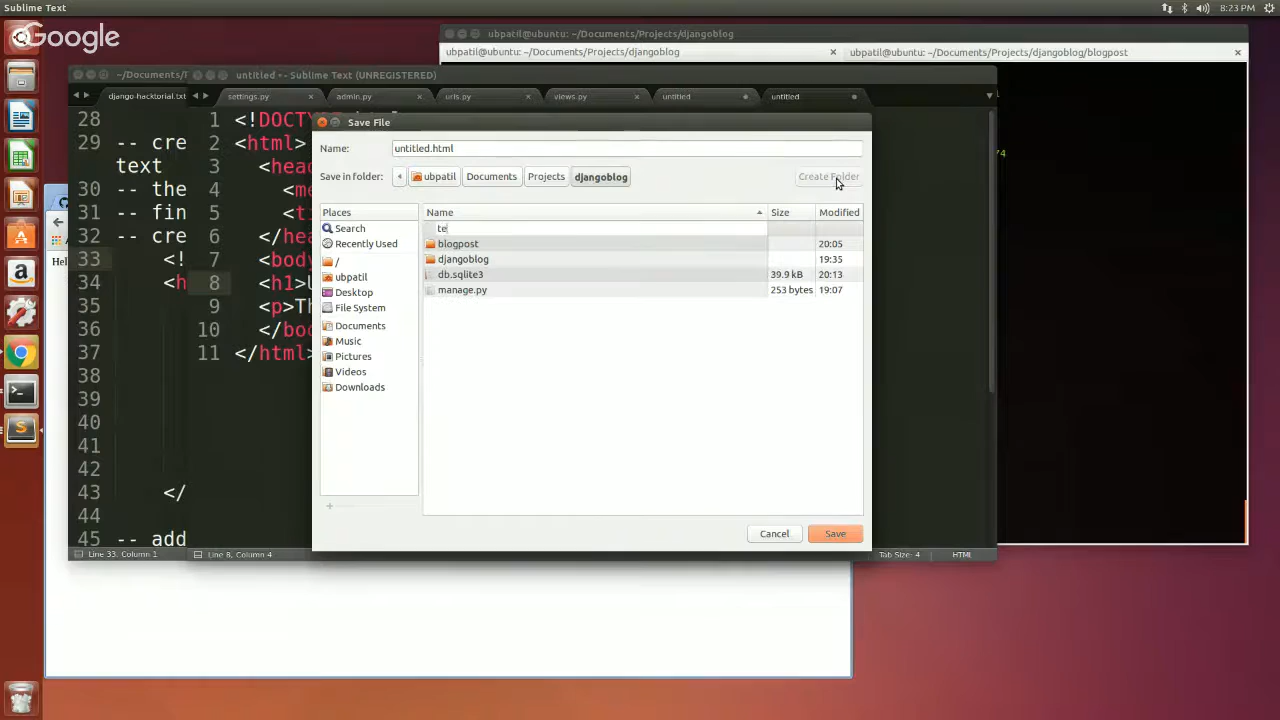 Sublime Text
8:23 PM
Google
ubpatil@ubuntu: ~/Documents/Projects/djangoblog
ubpatil@ubuntu: ~/Documents/Projects/djangoblog
ubpatil@ubuntu: ~/Documents/Projects/djangoblog/blogpost
untitled • - Sublime Text (UNREGISTERED)
django-hacktorial.txt
settings.py
admin.py
urls.py
views.py
untitled
untitled
28
29 -- cre
text
30 -- the
31 -- fin
32 -- cre
33 <!
34 <h
35
36
37
38
39
40
41
42
43 </
44
45 -- add
1 <!DOCTYPE
2 <html>
3
4 <me
5 <t
6 </hea
7 <body
8 <h1>
9 <p>Th
10 </bod
11 </html>
Save File
Name: untitled.html
Save in folder: ubpatil Documents Projects djangoblog
Create Folder
Places
Search
Recently Used
/
ubpatil
Desktop
File System
Documents
Music
Pictures
Videos
Downloads
Name Size Modified
te
blogpost 20:05
djangoblog 19:35
db.sqlite3 39.9 kB 20:13
manage.py 253 bytes 19:07
Cancel Save
Line 33, Column 1
Line 8, Column 4
Tab Size: 4
HTML